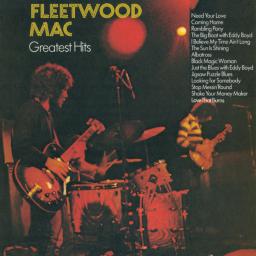 FLEETWOOD
MAC
Greatest Hits
Need Your Love
Coming Home
Rambling Pony
The Big Boat with Eddy Boyd
I Believe My Time Ain't Long
The Sun Is Shining
Albatross
Black Magic Woman
Just the Blues with Eddy Boyd
Jigsaw Puzzle Blues
Looking for Somebody
Stop Messin Round
Shake Your Money Maker
Love That Burns